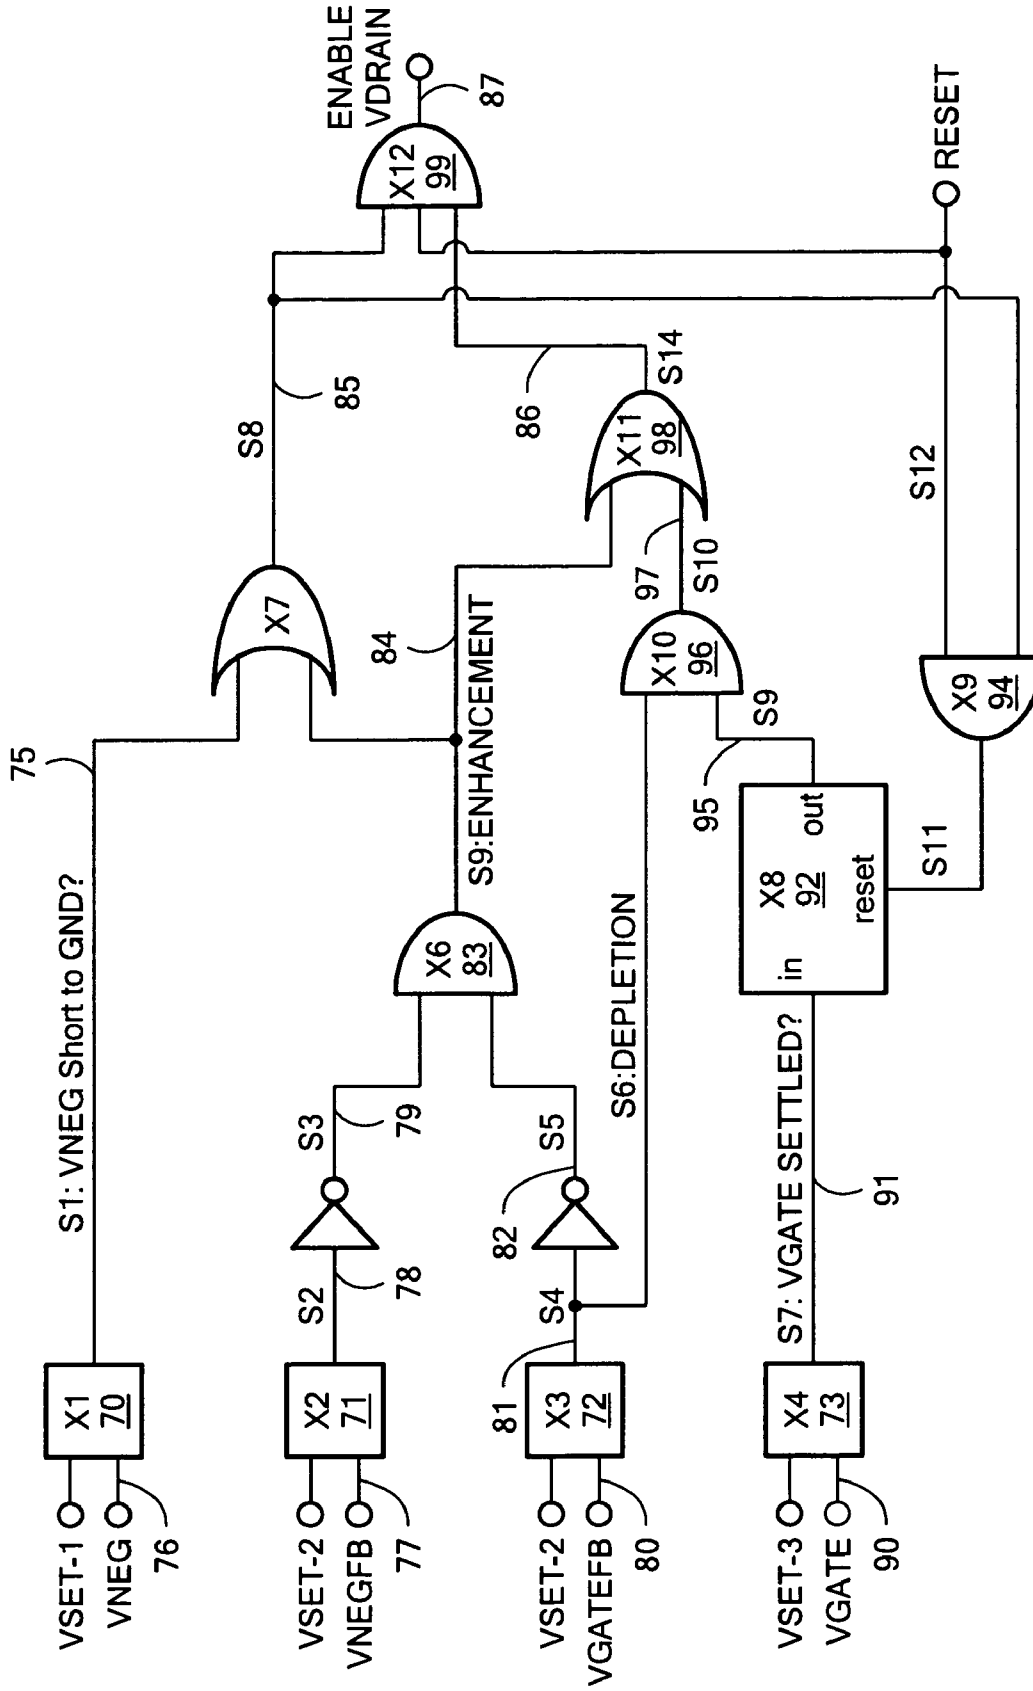 VSET-1
VNEG
76
X1
70
S1: VNEG Short to GND?
75
VSET-2
VNEGFB
77
X2
71
S2
78
S3
79
VSET-2
VGATEFB
80
X3
72
81
S4
82
S5
X6
83
S9:ENHANCEMENT
84
X7
S8
85
S6:DEPLETION
VSET-3
VGATE
90
X4
73
S7: VGATE SETTLED?
91
in
X8
92
out
reset
95
S9
X10
96
97
S10
X11
98
S14
86
S11
X9
94
S12
RESET
X12
99
87
ENABLE
VDRAIN